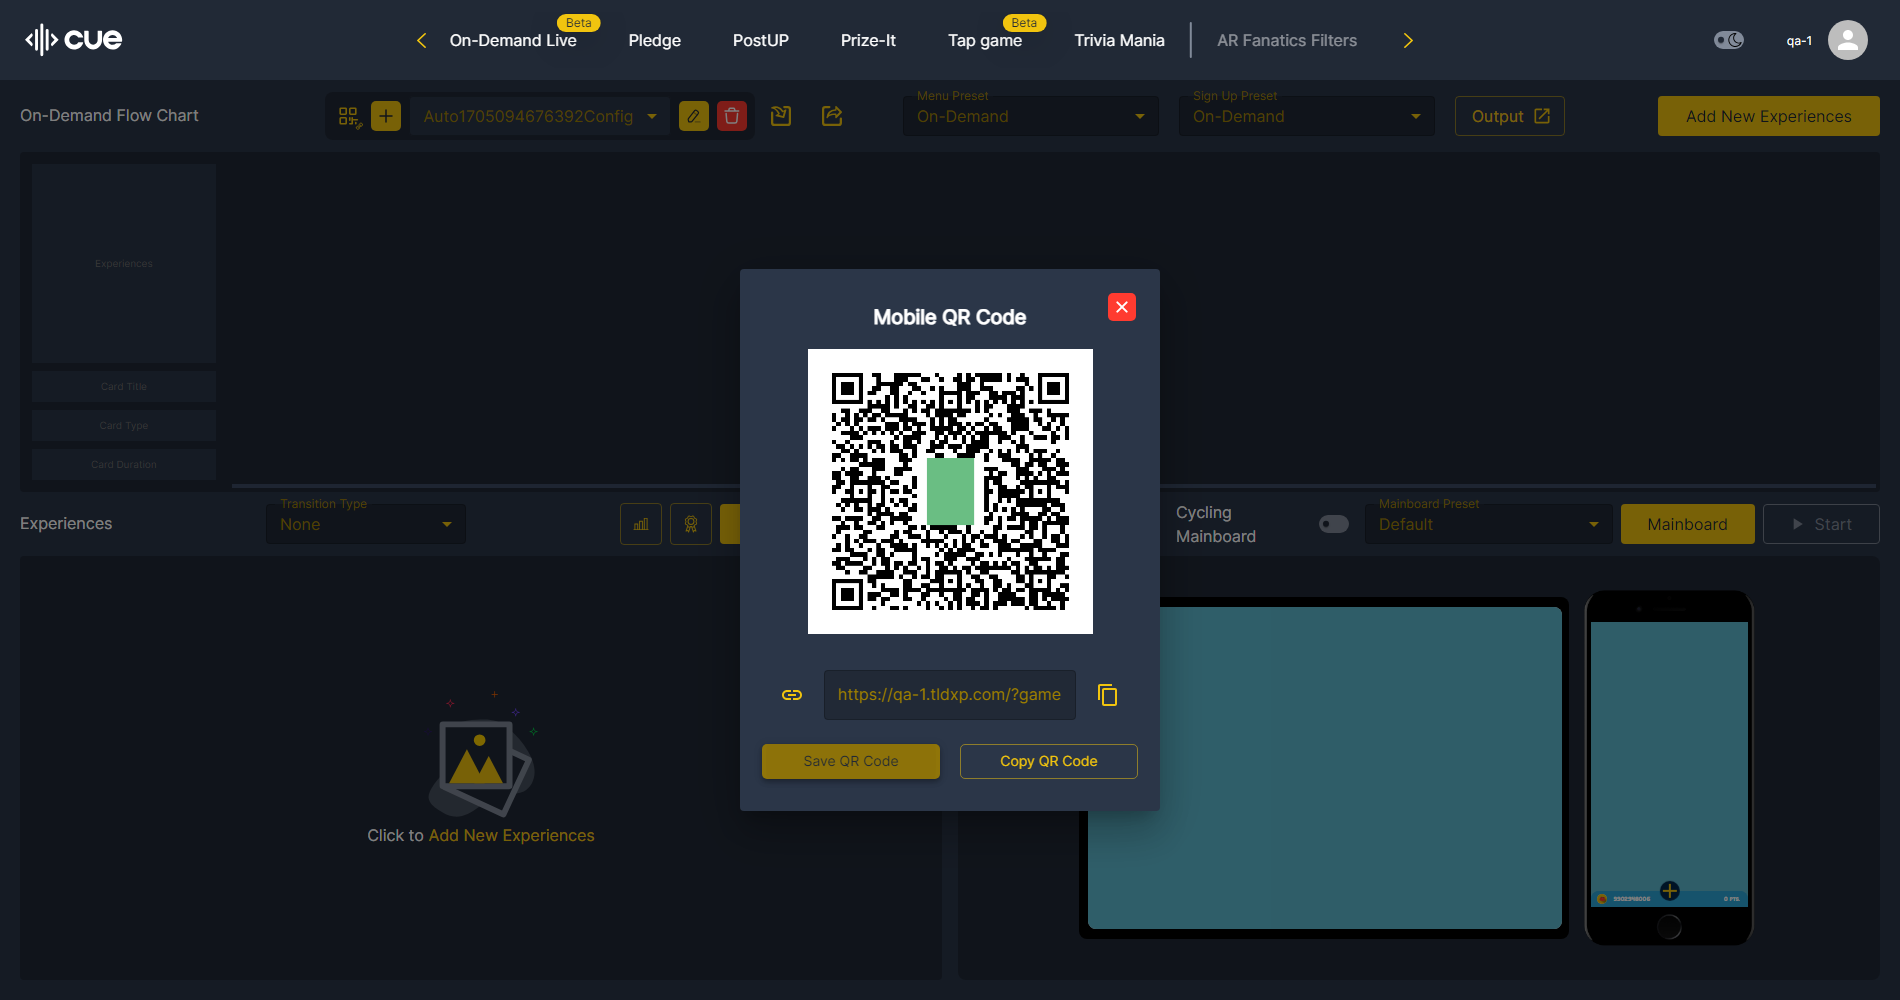 cue
On-Demand Live
Beta
Pledge
PostUP
Prize-It
Tap game
Beta
Trivia Mania
AR Fanatics Filters
qa-1
On-Demand Flow Chart
Auto1705094676392Config
Menu Preset
On-Demand
Sign Up Preset
On-Demand
Output
Add New Experiences
Experiences
Card Title
Card Type
Card Duration
Mobile QR Code
https://qa-1.tldxp.com/?game
Save QR Code
Copy QR Code
Experiences
Transition Type
None
Cycling
Mainboard
Mainboard Preset
Default
Mainboard
Start
Click to Add New Experiences
0 PTS.